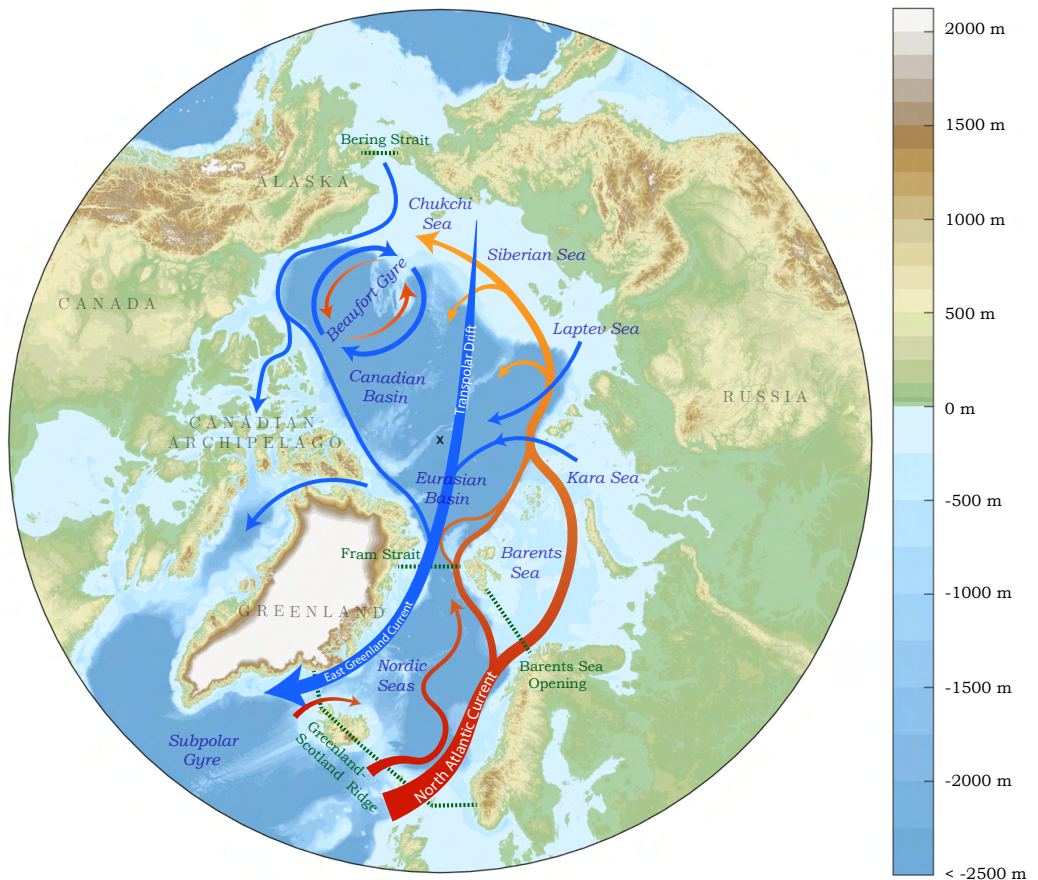 2000 m
1500 m
1000 m
500 m
0 m
-500 m
-1000 m
-1500 m
-2000 m
< -2500 m
Bering Strait
ALASKA
Chukchi
Sea
Siberian Sea
Beaufort Gyre
CANADA
Laptev Sea
Transpolar Drift
Canadian
Basin
RUSSIA
CANADIAN
ARCHIPELAGO
x
Eurasian
Basin
Kara Sea
Fram Strait
Barents
Sea
GREENLAND
East Greenland Current
Nordic
Seas
Barents Sea
Opening
North Atlantic Current
Subpolar
Gyre
Greenland-
Scotland Ridge